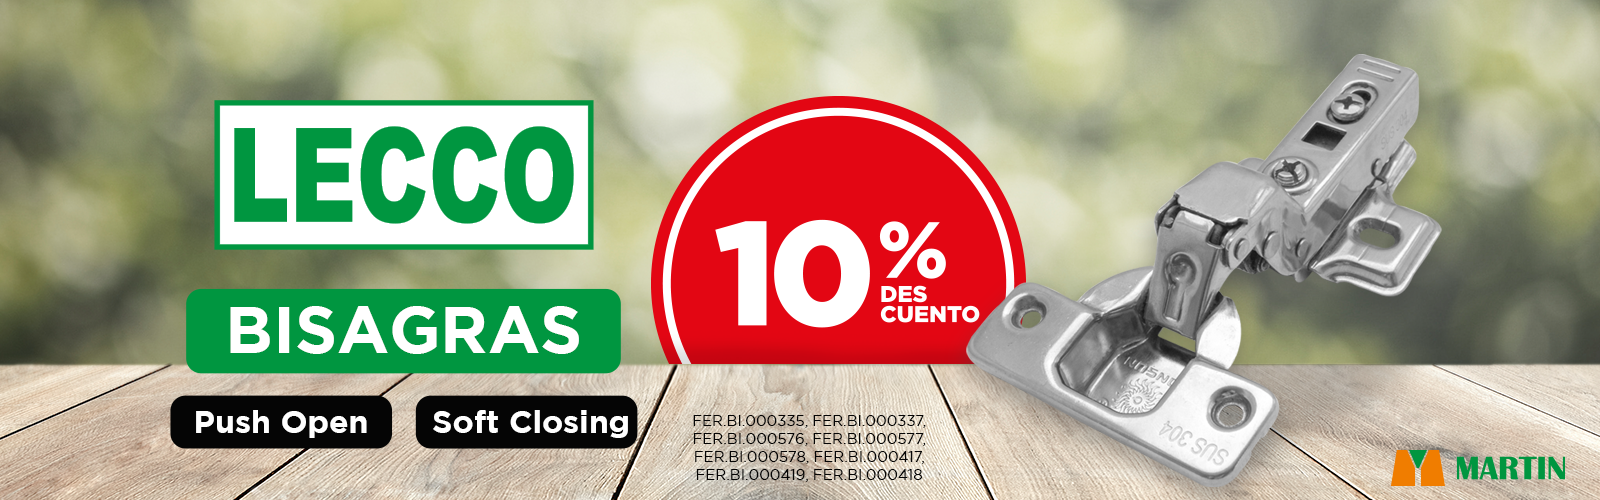 LECCO
BISAGRAS
Push Open
Soft Closing
10%
DES
CUENTO
FER.BI.000335, FER.BI.000337,
FER.BI.000576, FER.BI.000577,
FER.BI.000578, FER.BI.000417,
FER.BI.000419, FER.BI.000418
SUS 304
MARTIN